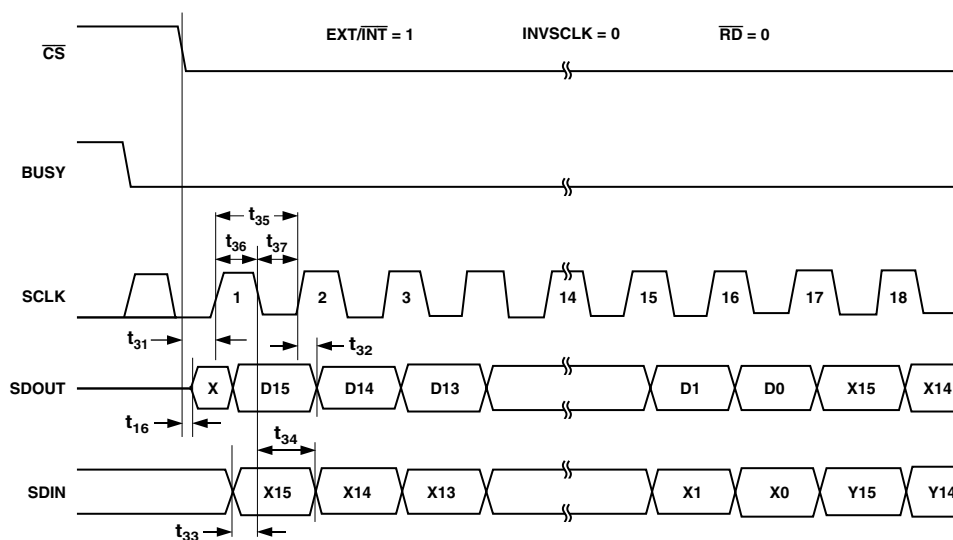 EXT/INT = 1 INVSCLK = 0 RD = 0
CS
BUSY
t35
t36 t37
SCLK 1 2 3 14 15 16 17 18
t31 t32
SDOUT X D15 D14 D13 D1 D0 X15 X14
t16 t34
SDIN X15 X14 X13 X1 X0 Y15 Y14
t33